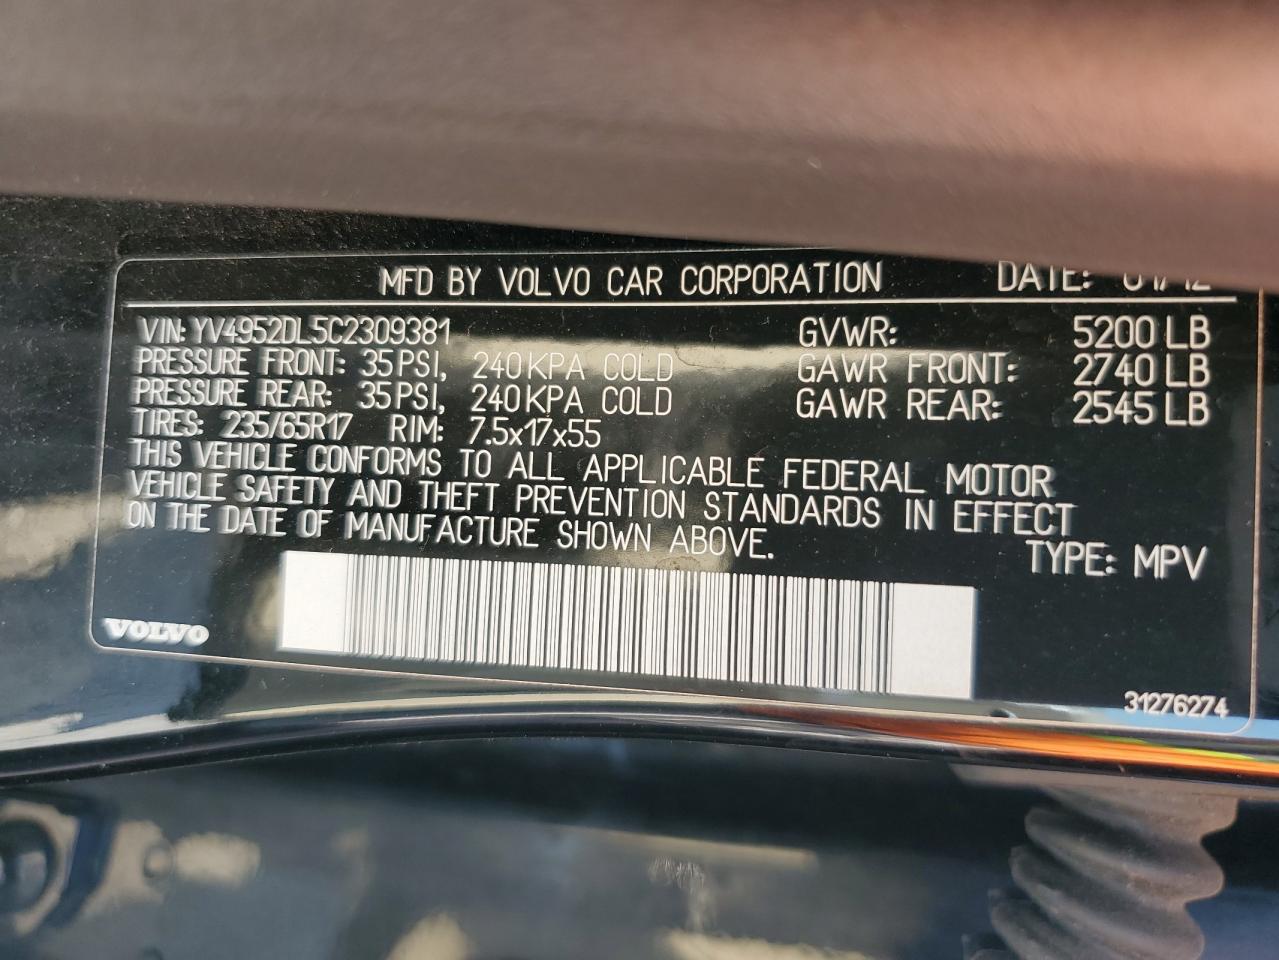 MFD BY VOLVO CAR CORPORATION DATE:
VIN: YV4952DL5C2309381 GVWR: 5200 LB
PRESSURE FRONT: 35 PSI, 240 KPA COLD GAWR FRONT: 2740 LB
PRESSURE REAR: 35 PSI, 240 KPA COLD GAWR REAR: 2545 LB
TIRES: 235/65R17 RIM: 7.5x17x55
THIS VEHICLE CONFORMS TO ALL APPLICABLE FEDERAL MOTOR
VEHICLE SAFETY AND THEFT PREVENTION STANDARDS IN EFFECT
ON THE DATE OF MANUFACTURE SHOWN ABOVE.
TYPE: MPV
VOLVO
31276274